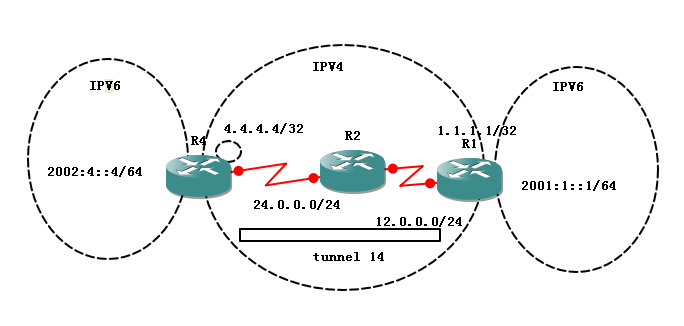 IPV4
IPV6
IPV6
4.4.4.4/32
1.1.1.1/32
R2
R4
R1
2002:4::4/64
2001:1::1/64
24.0.0.0/24
12.0.0.0/24
tunnel 14